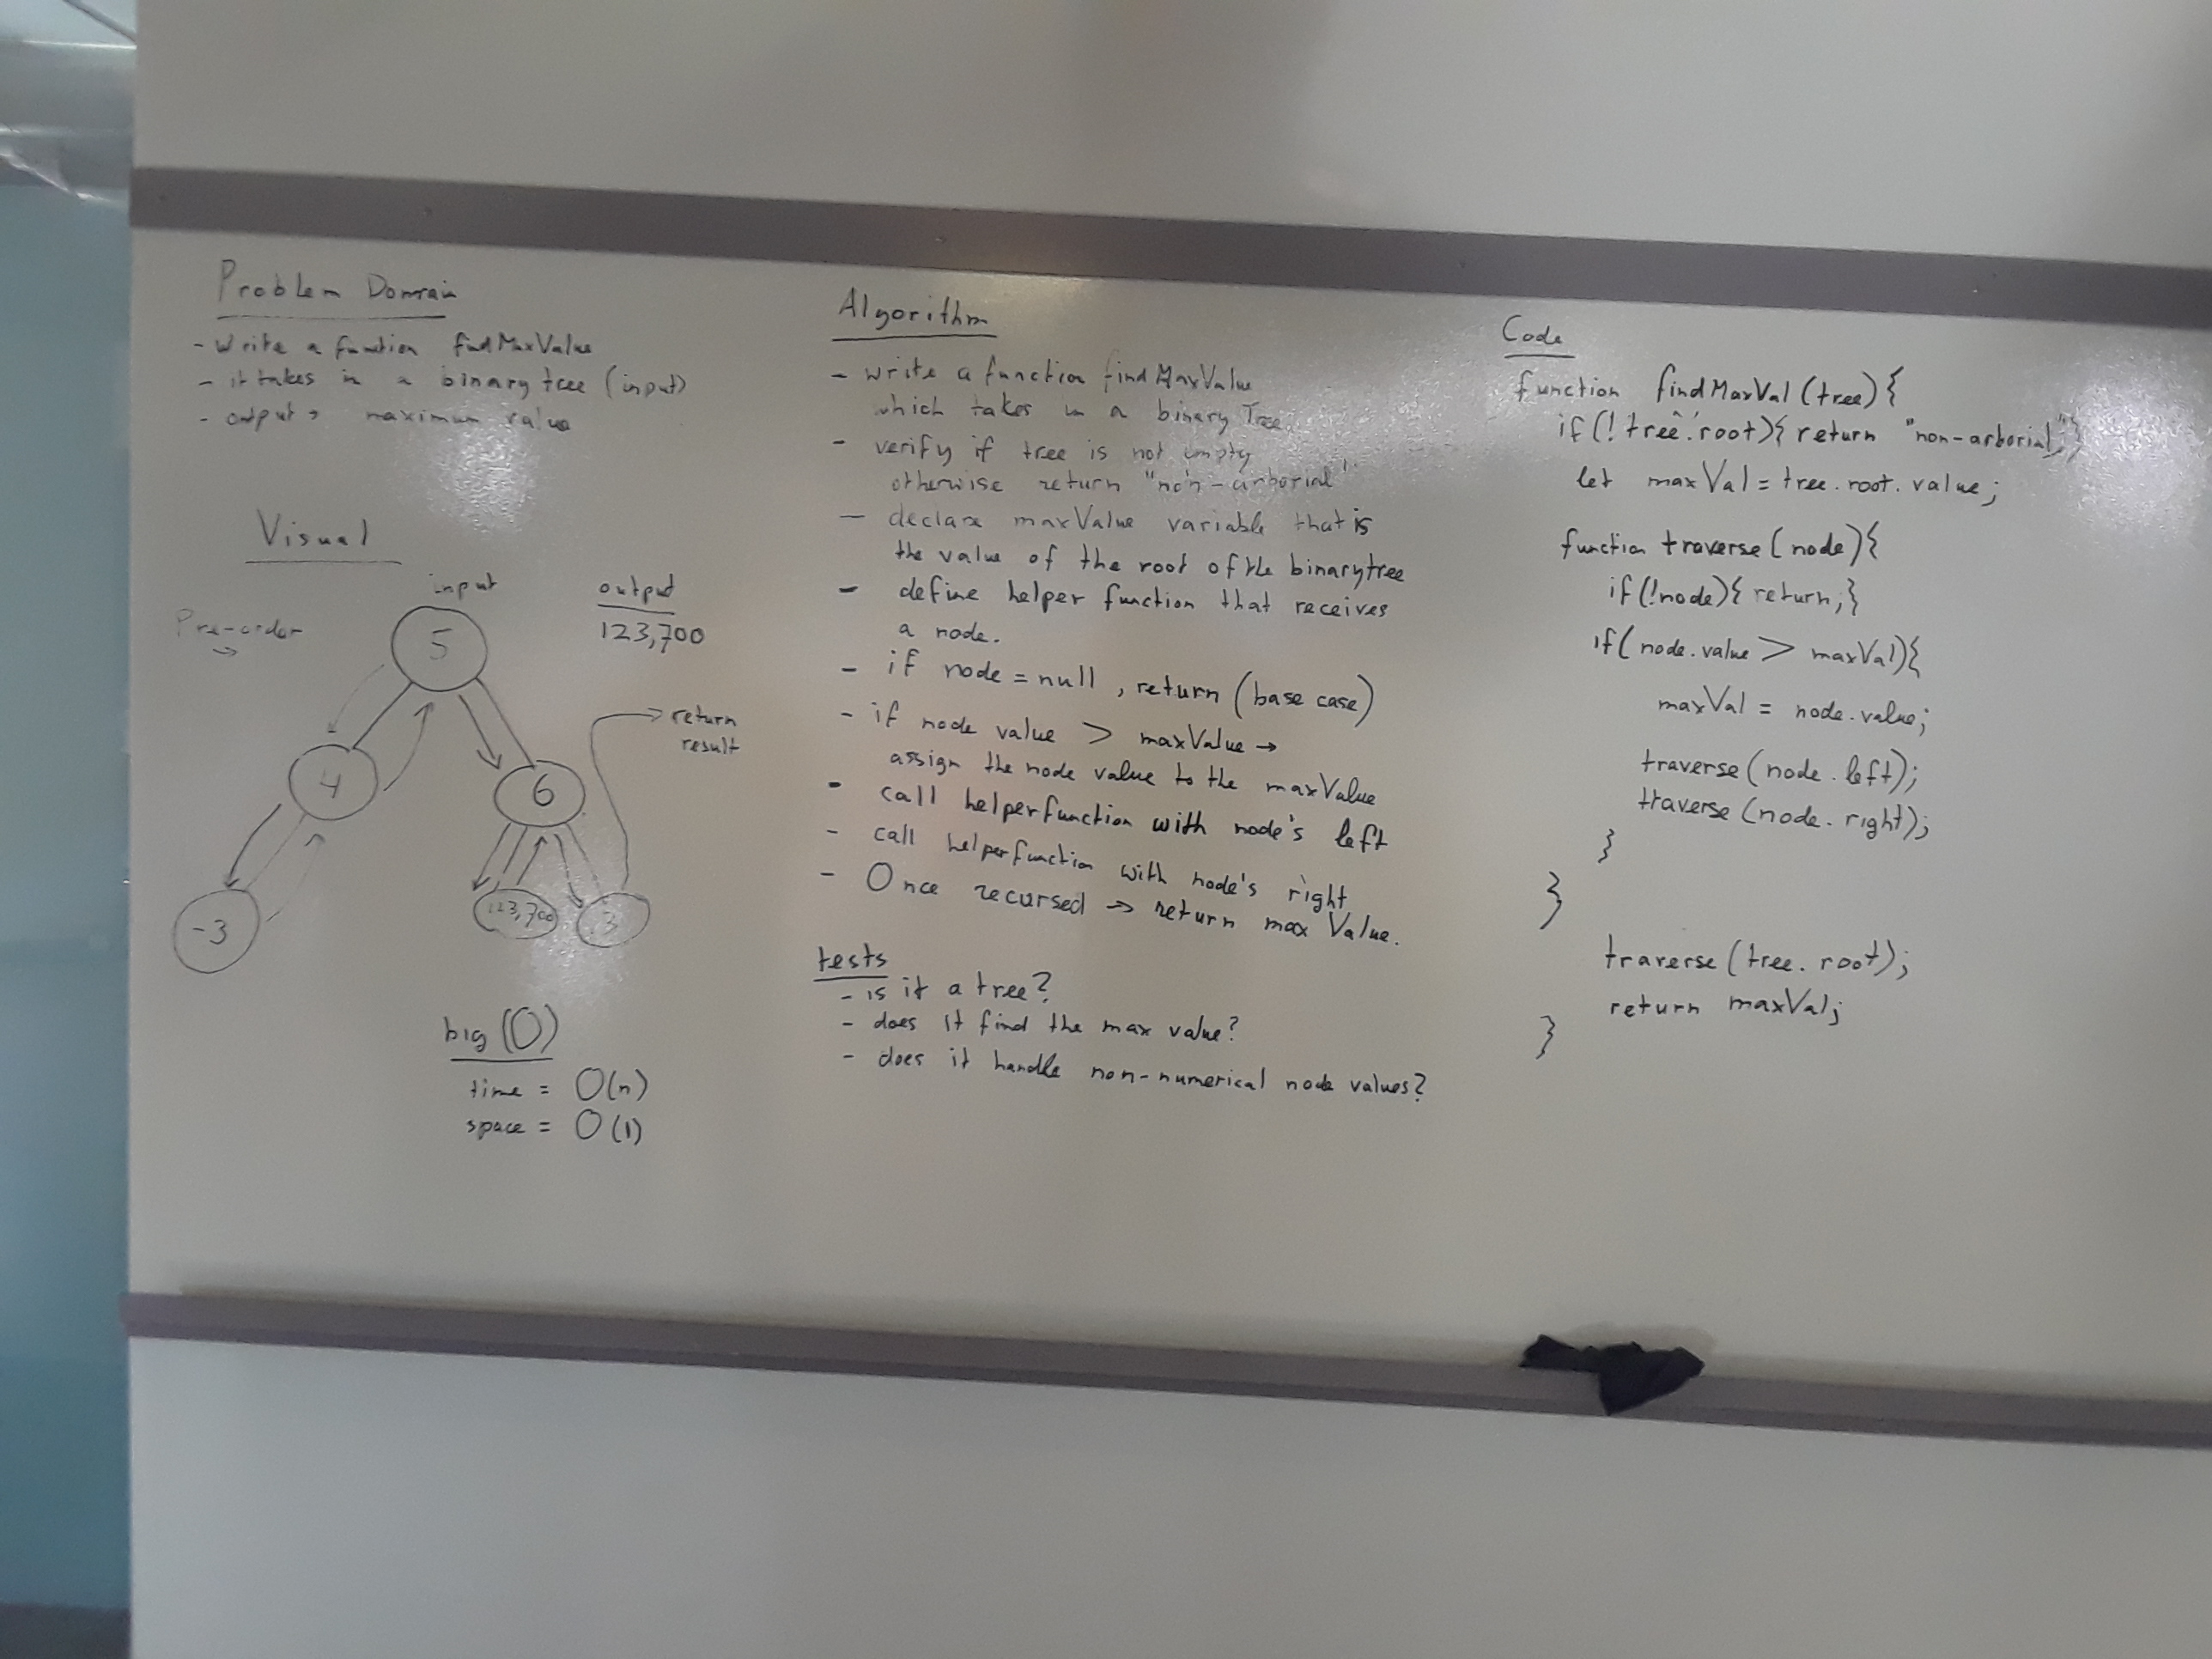 Problem Domain
- Write a function findMaxValue
- it takes in a binary tree (input)
- output → maximum value
Visual
input
output
123,700
Pre-order
→
5
4
6
-3
123,700
3
return
result
big (O)
time = O(n)
space = O(1)
Algorithm
- write a function findMaxValue
which takes in a binary Tree
- verify if tree is not empty
otherwise return "non-arborial"
- declare maxValue variable that is
the value of the root of the binarytree
- define helper function that receives
a node.
- if node = null, return (base case)
- if node value > maxValue →
assign the node value to the maxValue
- call helperfunction with node's left
- call helperfunction with node's right
- Once recursed → return max Value.
tests
- is it a tree?
- does it find the max value?
- does it handle non-numerical node values?
Code
function findMaxVal (tree) {
if (! tree.root) { return "non-arborial"; }
let maxVal = tree.root.value;
function traverse (node) {
if (!node) { return; }
if ( node.value > maxVal) {
maxVal = node.value;
traverse (node.left);
traverse (node.right);
}
}
traverse (tree.root);
return maxVal;
}